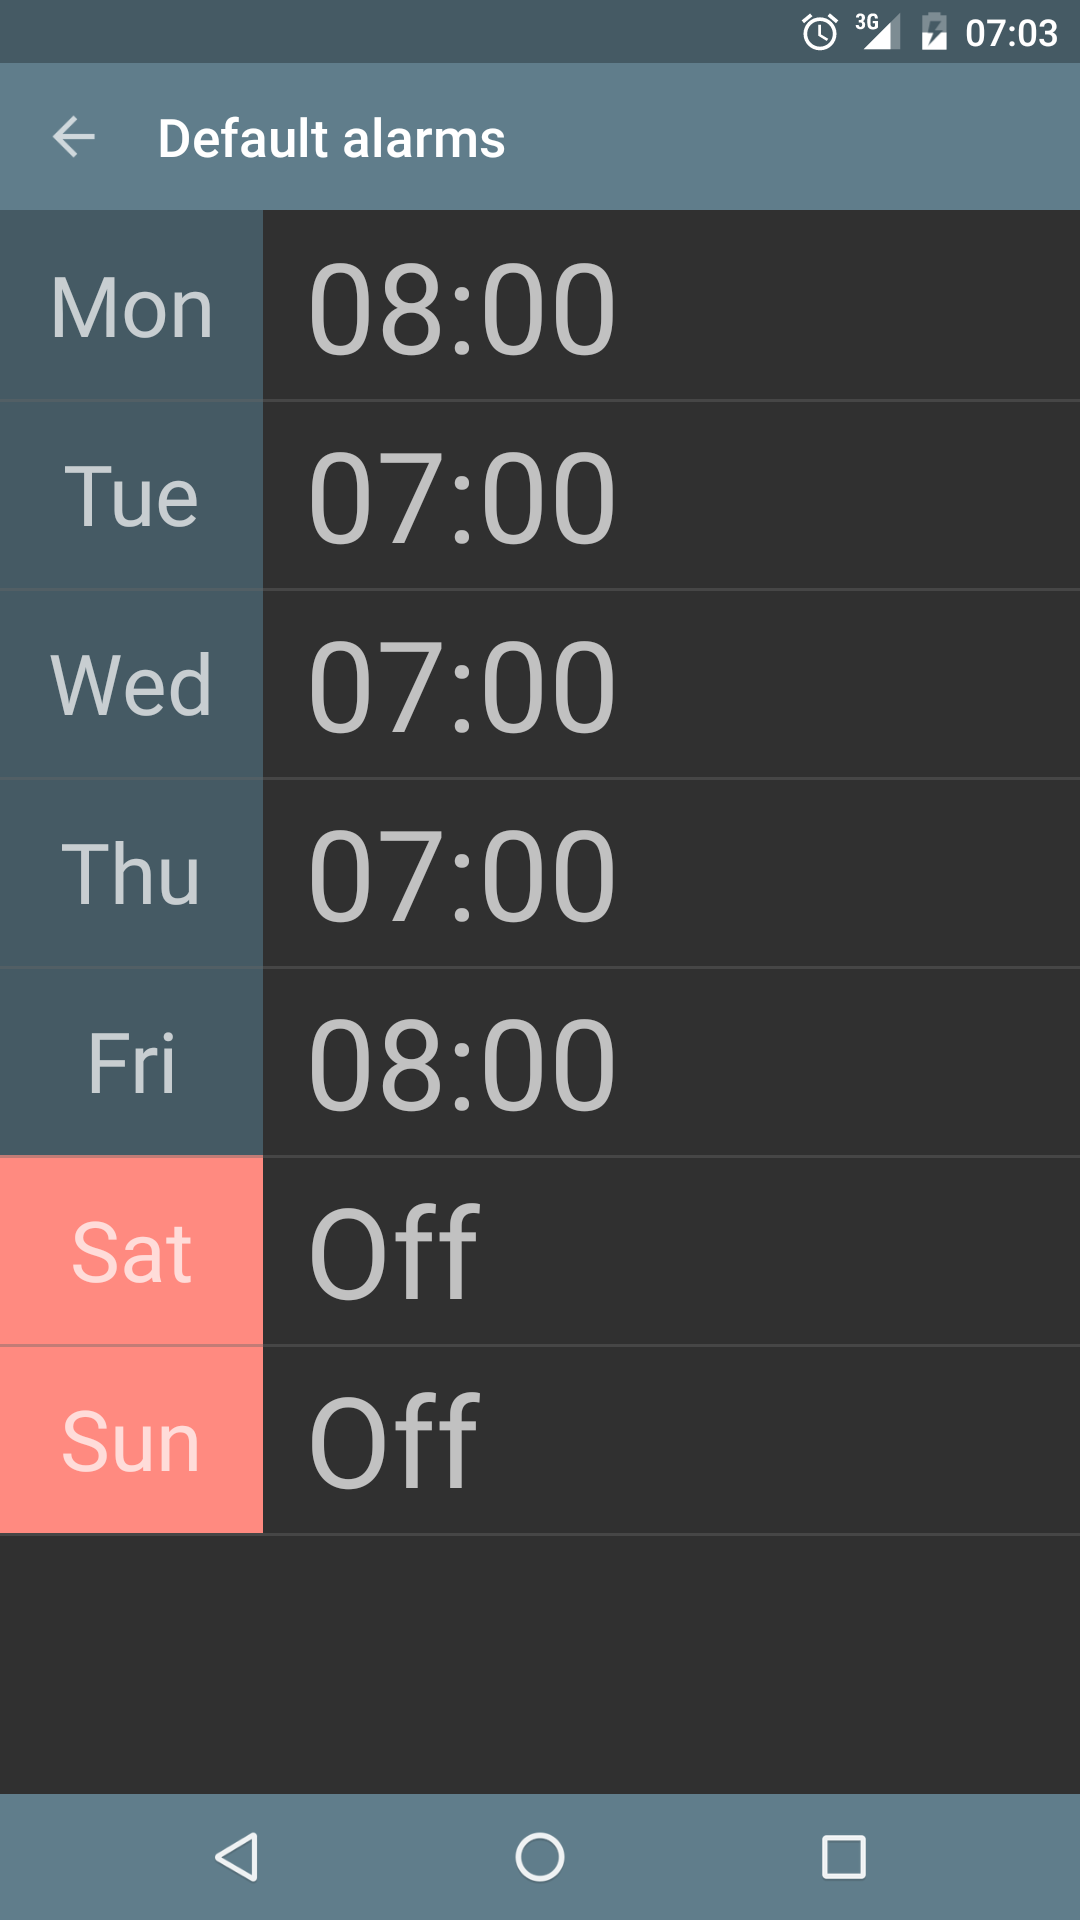 3G 07:03
Default alarms
Mon 08:00
Tue 07:00
Wed 07:00
Thu 07:00
Fri 08:00
Sat Off
Sun Off